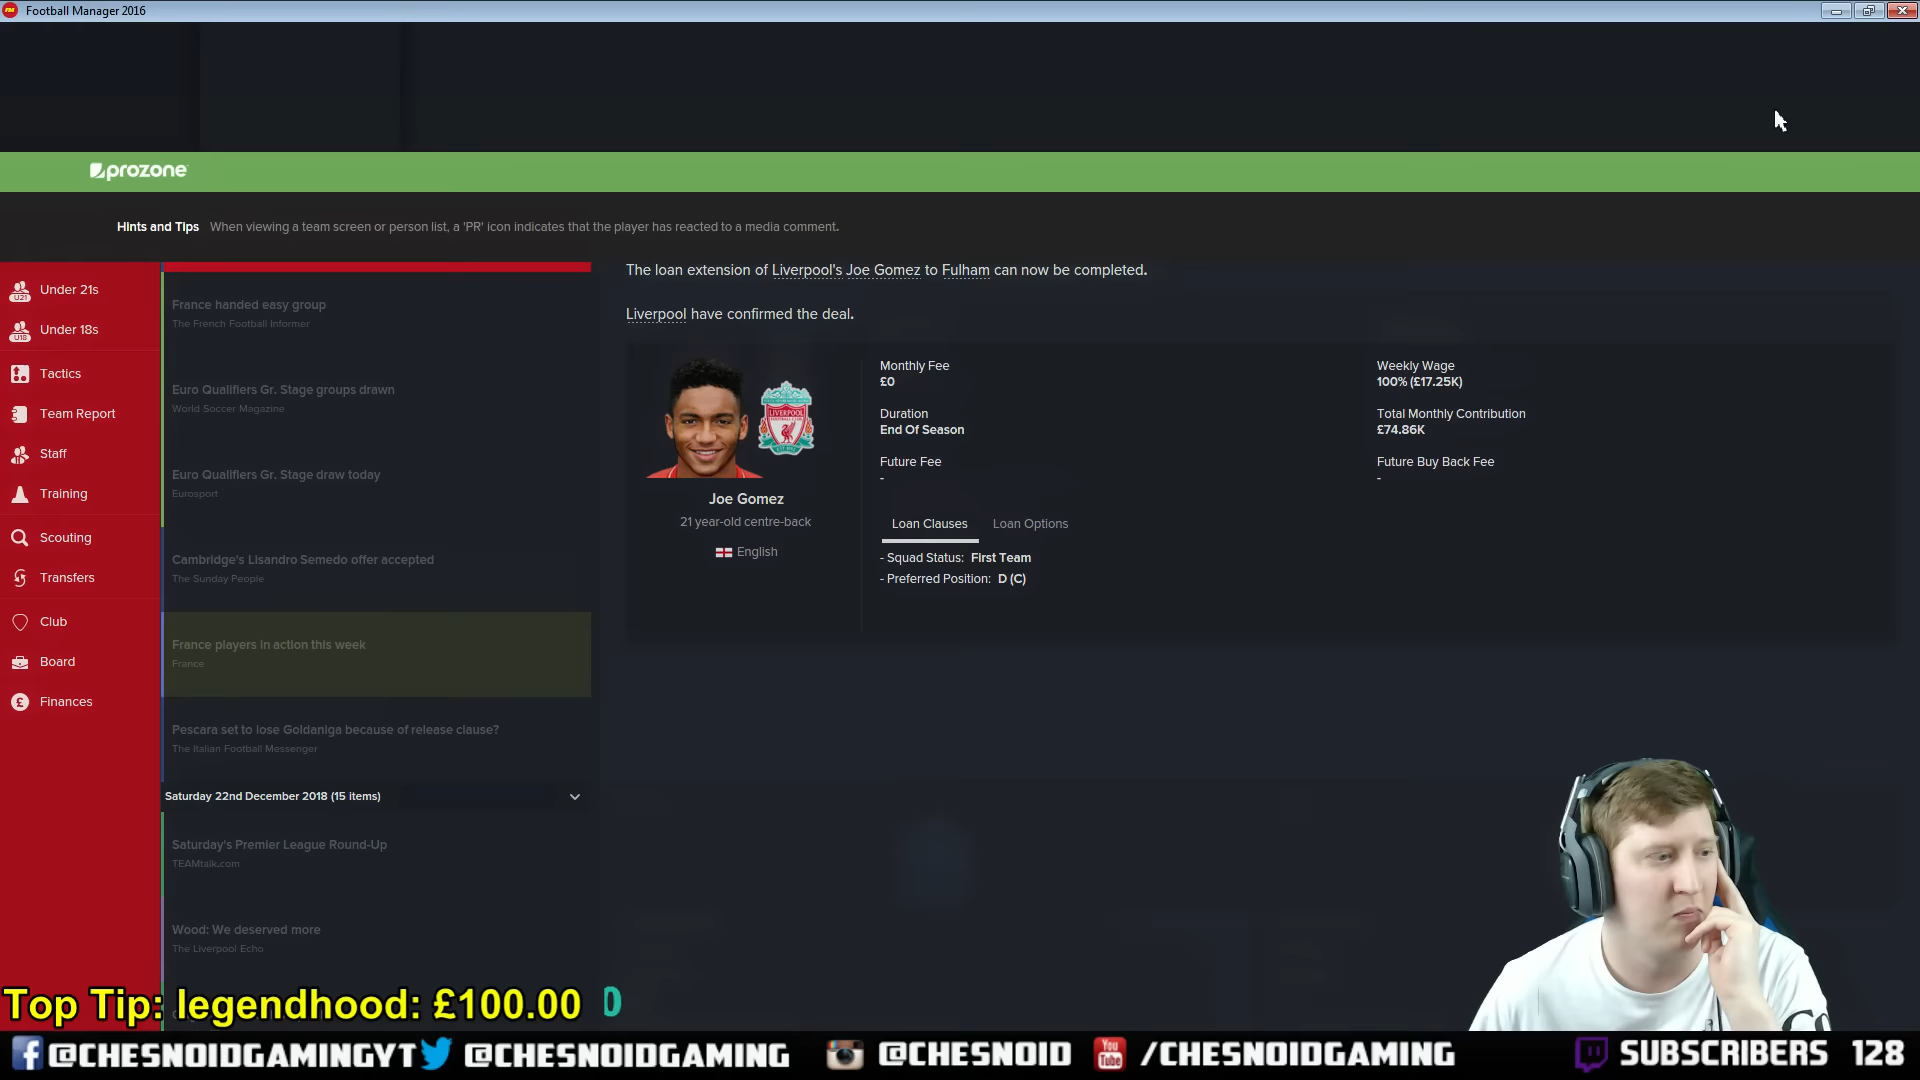 Football Manager 2016
prozone
Hints and Tips When viewing a team screen or person list, a 'PR' icon indicates that the player has reacted to a media comment.
Under 21s
Under 18s
Tactics
Team Report
Staff
Training
Scouting
Transfers
Club
Board
Finances
France handed easy group
The French Football Informer
Euro Qualifiers Gr. Stage groups drawn
World Soccer Magazine
Euro Qualifiers Gr. Stage draw today
Eurosport
Cambridge's Lisandro Semedo offer accepted
The Sunday People
France players in action this week
France
Pescara set to lose Goldaniga because of release clause?
The Italian Football Messenger
Saturday 22nd December 2018 (15 items)
Saturday's Premier League Round-Up
TEAMtalk.com
Wood: We deserved more
The Liverpool Echo
The loan extension of Liverpool's Joe Gomez to Fulham can now be completed.
Liverpool have confirmed the deal.
Joe Gomez
21 year-old centre-back
English
Monthly Fee
£0
Duration
End Of Season
Future Fee
-
Weekly Wage
100% (£17.25K)
Total Monthly Contribution
£74.86K
Future Buy Back Fee
-
Loan Clauses Loan Options
- Squad Status: First Team
- Preferred Position: D (C)
Top Tip: legendhood: £100.00
@CHESNOIDGAMINGYT @CHESNOIDGAMING @CHESNOID /CHESNOIDGAMING SUBSCRIBERS 128